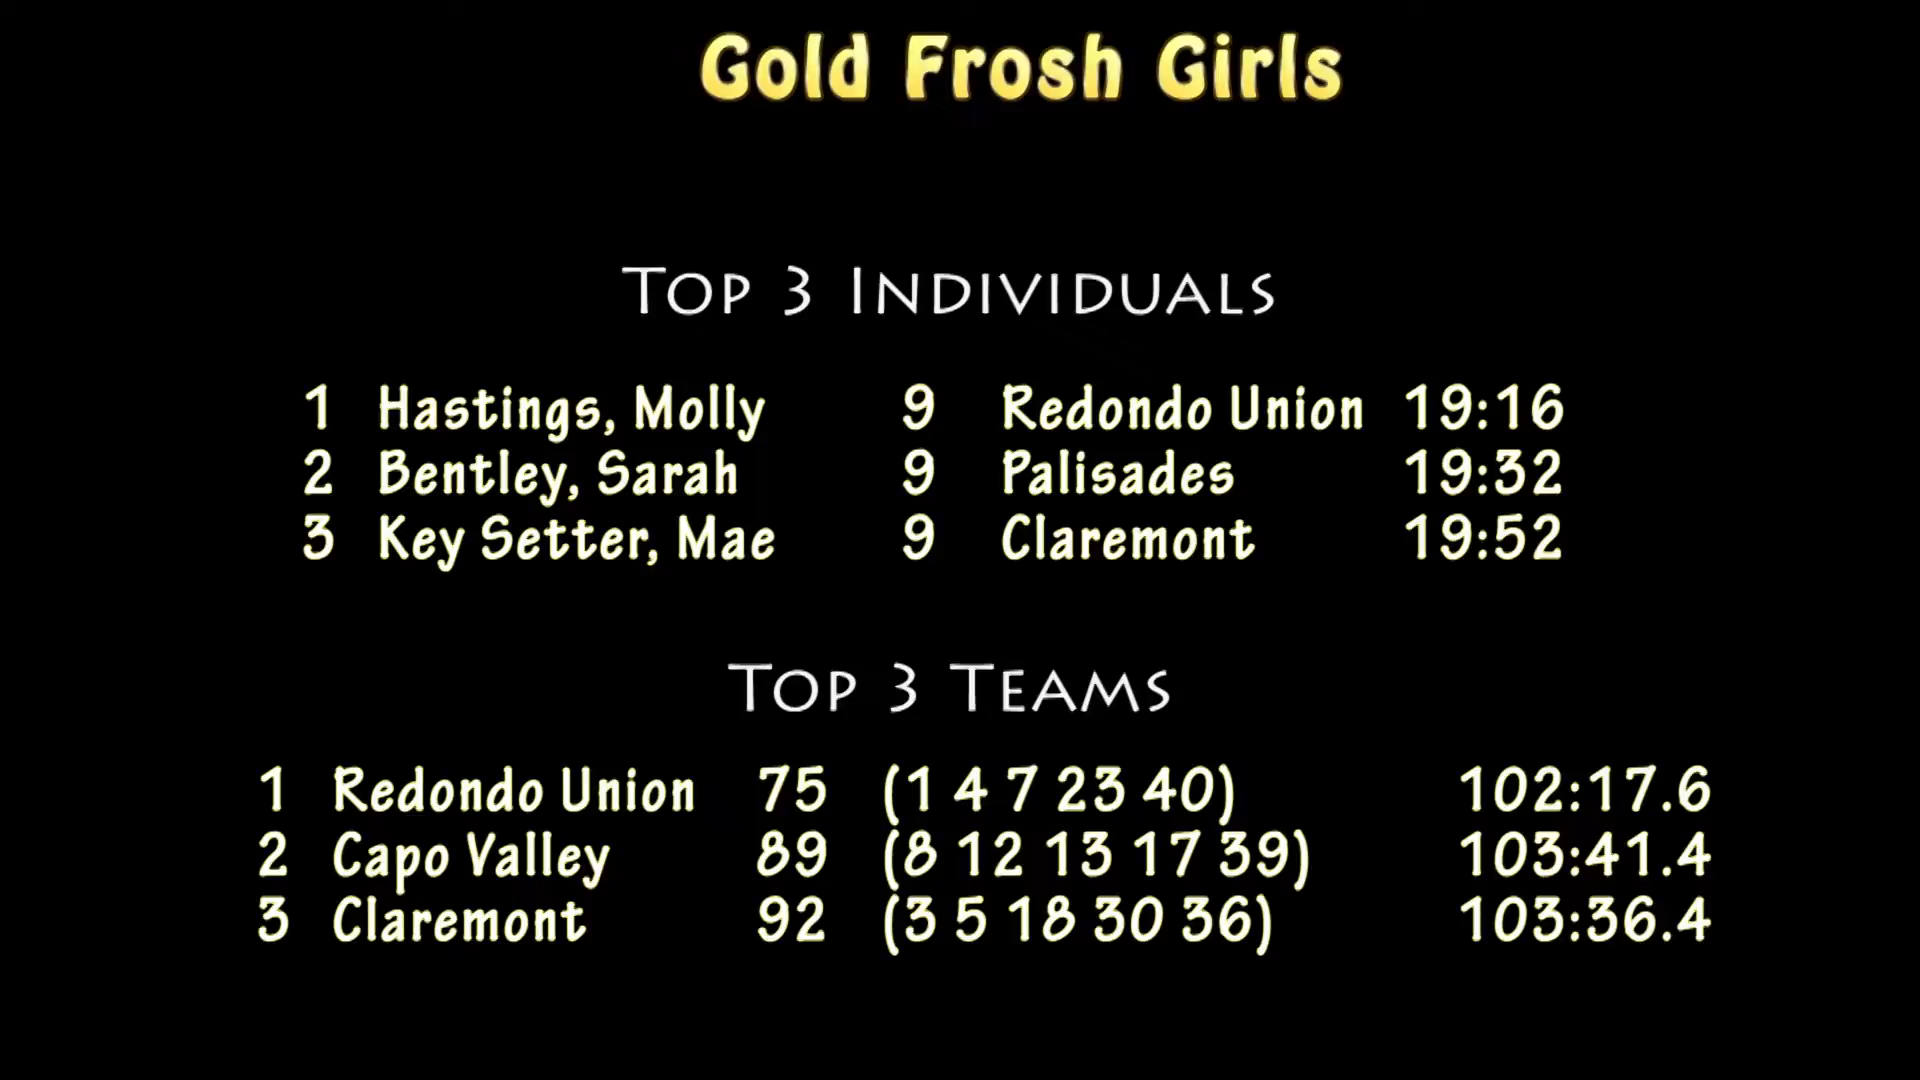 Gold Frosh Girls
Top 3 Individuals
1 Hastings, Molly 9 Redondo Union 19:16
2 Bentley, Sarah 9 Palisades 19:32
3 Key Setter, Mae 9 Claremont 19:52
Top 3 Teams
1 Redondo Union 75 (1 4 7 23 40) 102:17.6
2 Capo Valley 89 (8 12 13 17 39) 103:41.4
3 Claremont 92 (3 5 18 30 36) 103:36.4